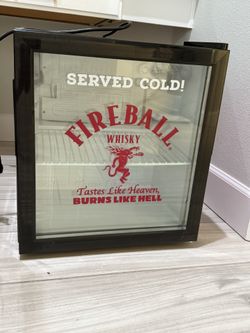 SERVED COLD!
FIREBALL
WHISKY
Tastes Like Heaven,
BURNS LIKE HELL